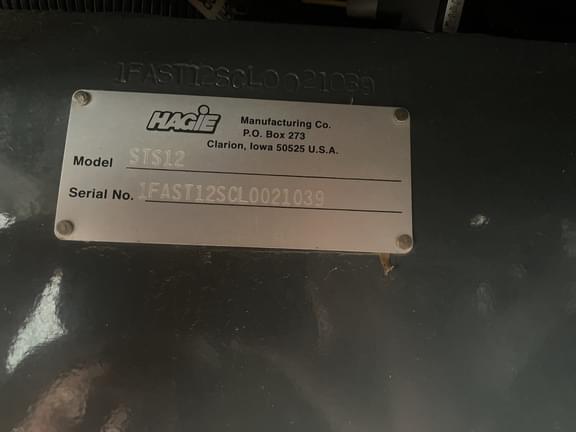 1FAST12SCL0021039
HAGIE Manufacturing Co.
P.O. Box 273
Clarion, Iowa 50525 U.S.A.
Model STS12
Serial No. 1FAST12SCL0021039